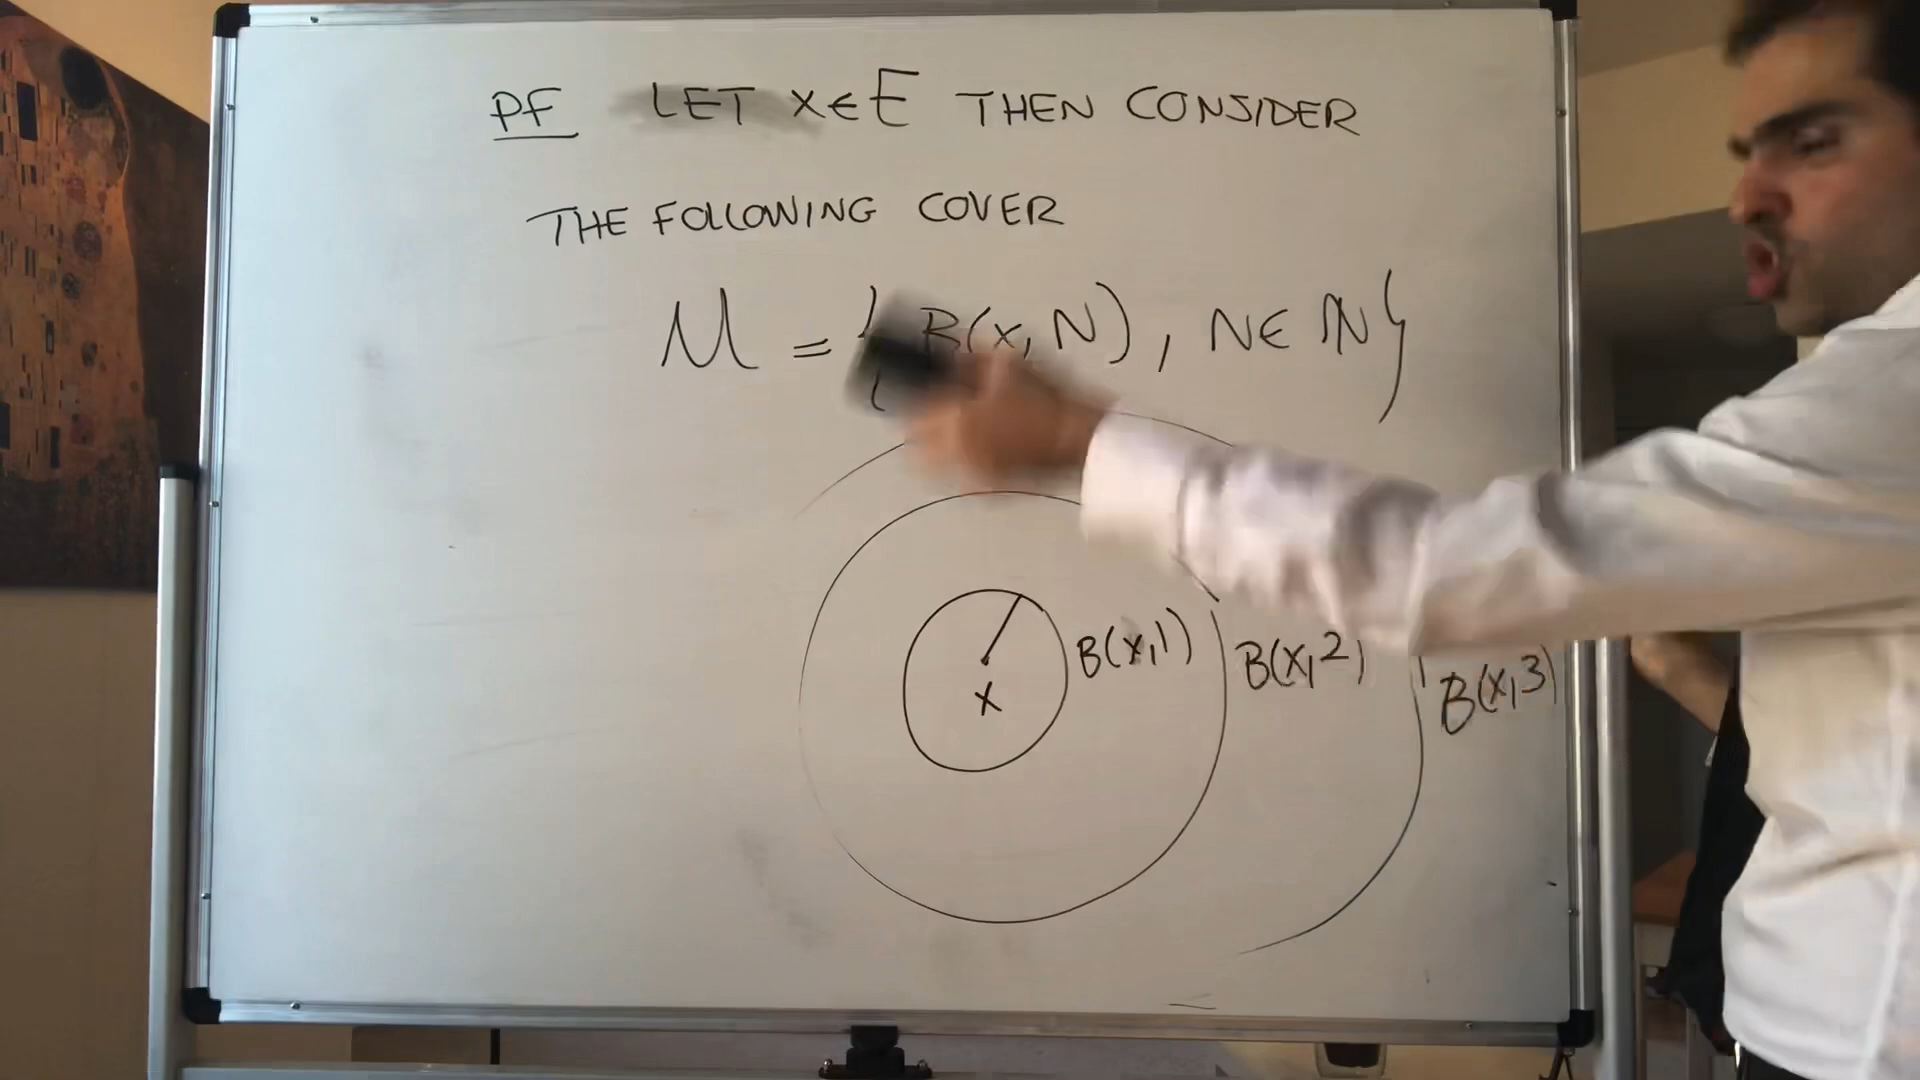 PF LET X ∈ E THEN CONSIDER
THE FOLLOWING COVER
U = { B(x, N), N ∈ ℕ }
B(x,1) B(x,2) B(x,3)
X